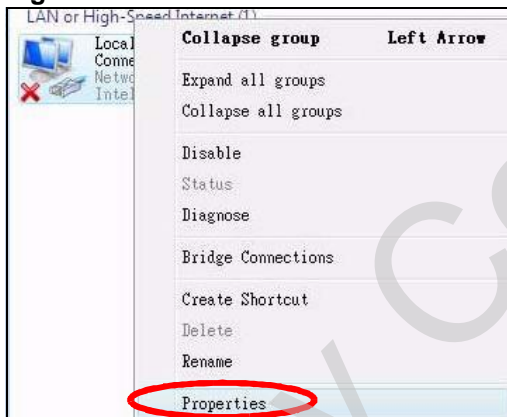 LAN or High-Speed Internet (1)
Local
Conne
Netwo
Intel
Collapse group Left Arrow
Expand all groups
Collapse all groups
Disable
Status
Diagnose
Bridge Connections
Create Shortcut
Delete
Rename
Properties